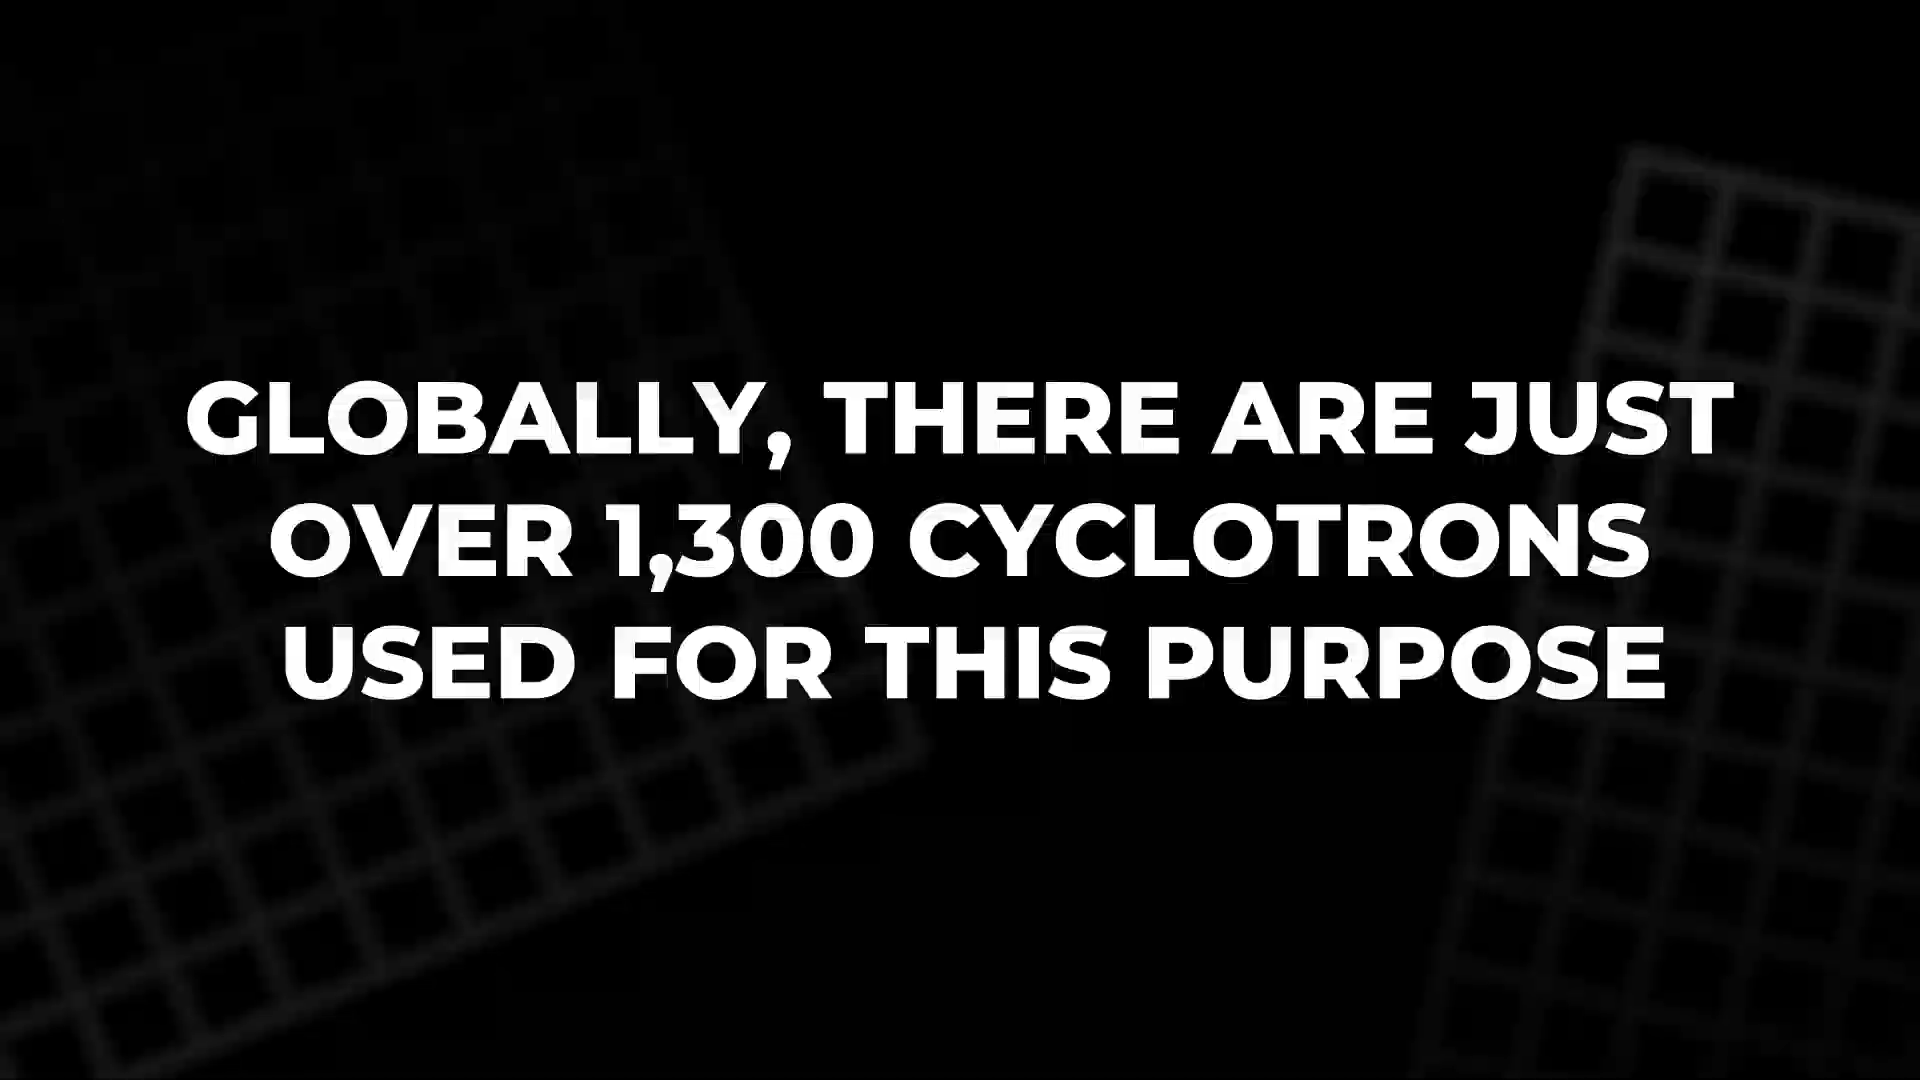 GLOBALLY, THERE ARE JUST
OVER 1,300 CYCLOTRONS
USED FOR THIS PURPOSE